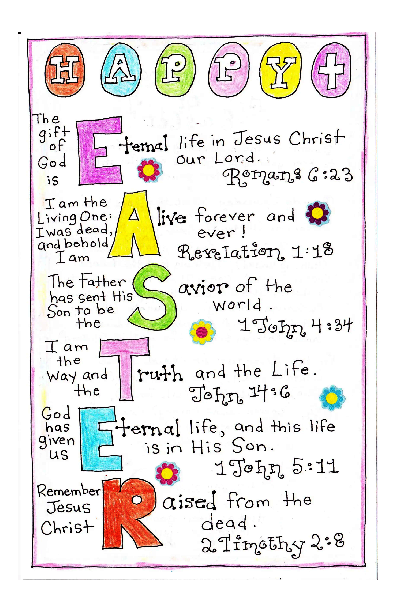 HAPPY†
The gift of God is Eternal life in Jesus Christ
our Lord.
Romans 6:23
I am the Living One: I was dead, and behold I am Alive forever and
ever!
Revelation 1:18
The Father has sent His Son to be the Savior of the
world.
1 John 4:34
I am the way and the Truth and the Life.
John 14:6
God has given us Eternal life, and this life
is in His Son.
1 John 5:11
Remember Jesus Christ Raised from the
dead.
2 Timothy 2:8